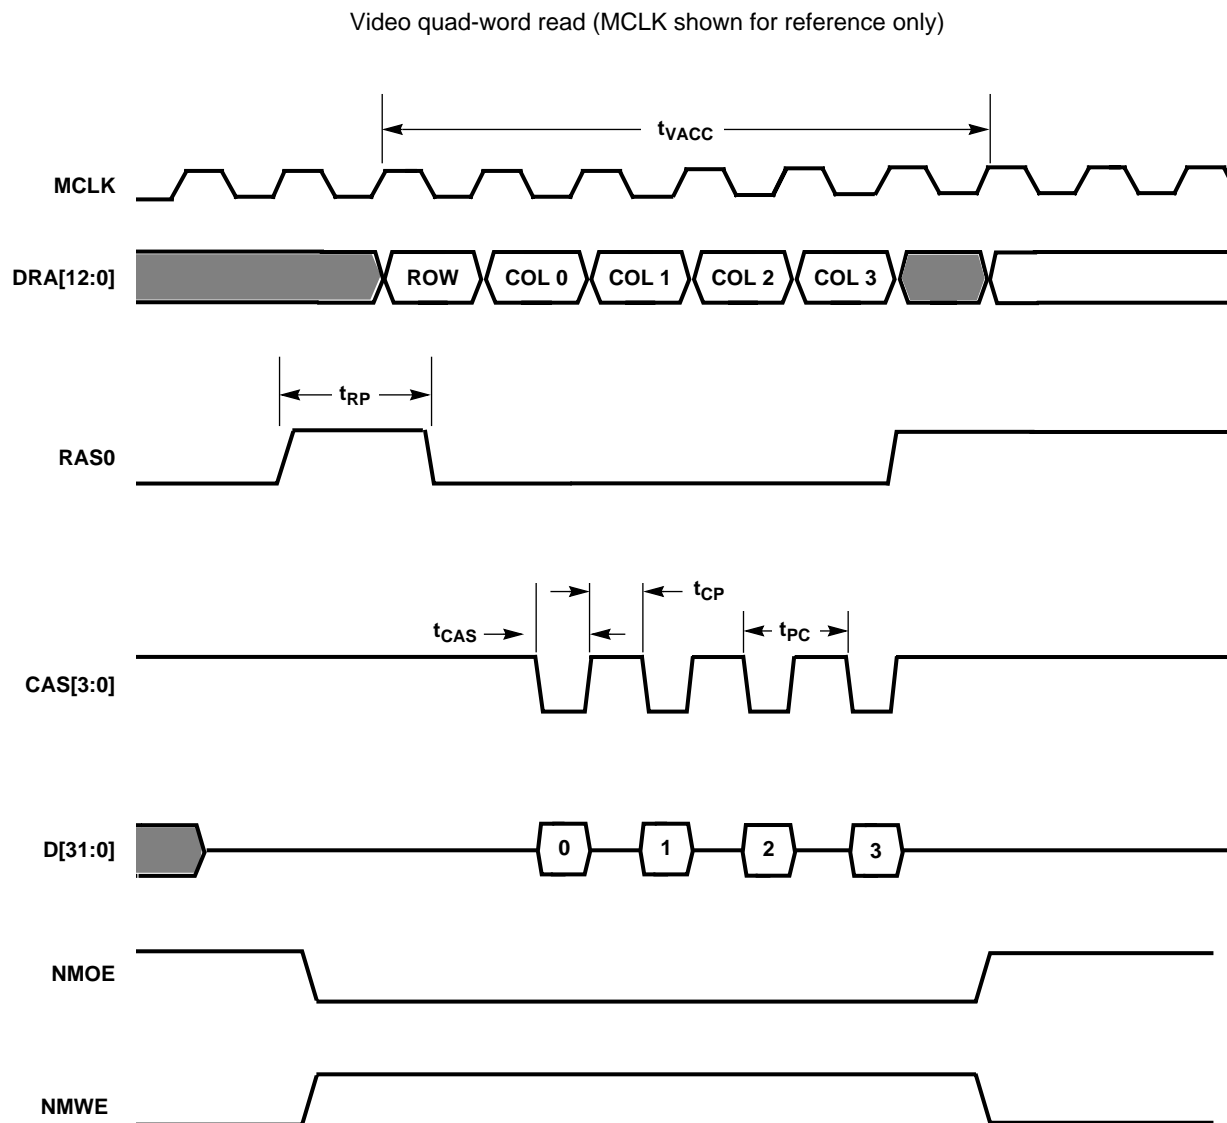 Video quad-word read (MCLK shown for reference only)
tVACC
MCLK
DRA[12:0]
ROW
COL 0
COL 1
COL 2
COL 3
tRP
RAS0
tCP
tCAS
tPC
CAS[3:0]
D[31:0]
0
1
2
3
NMOE
NMWE